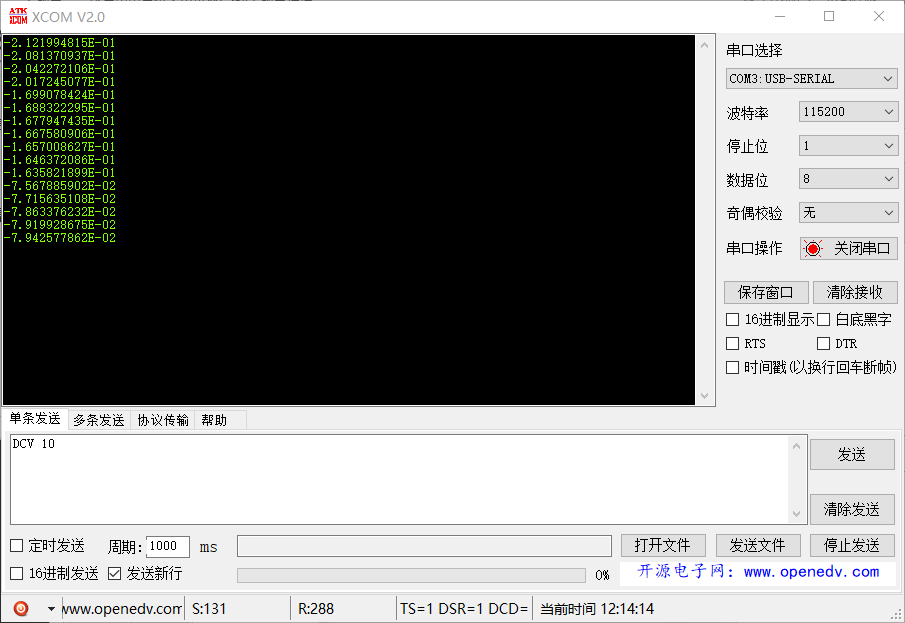 ATK
XCOM
XCOM V2.0
-2.121994815E-01
-2.081370937E-01
-2.042272106E-01
-2.017245077E-01
-1.699078424E-01
-1.688322295E-01
-1.677947435E-01
-1.667580906E-01
-1.657008627E-01
-1.646372086E-01
-1.635821899E-01
-7.567885902E-02
-7.715635108E-02
-7.863376232E-02
-7.919928675E-02
-7.942577862E-02
串口选择
COM3:USB-SERIAL
波特率 115200
停止位 1
数据位 8
奇偶校验 无
串口操作 关闭串口
保存窗口 清除接收
16进制显示 白底黑字
RTS DTR
时间戳(以换行回车断帧)
单条发送 多条发送 协议传输 帮助
DCV 10
发送
清除发送
定时发送 周期: 1000 ms 打开文件 发送文件 停止发送
16进制发送 发送新行 0% 开源电子网：www.openedv.com
www.openedv.com S:131 R:288 TS=1 DSR=1 DCD= 当前时间 12:14:14